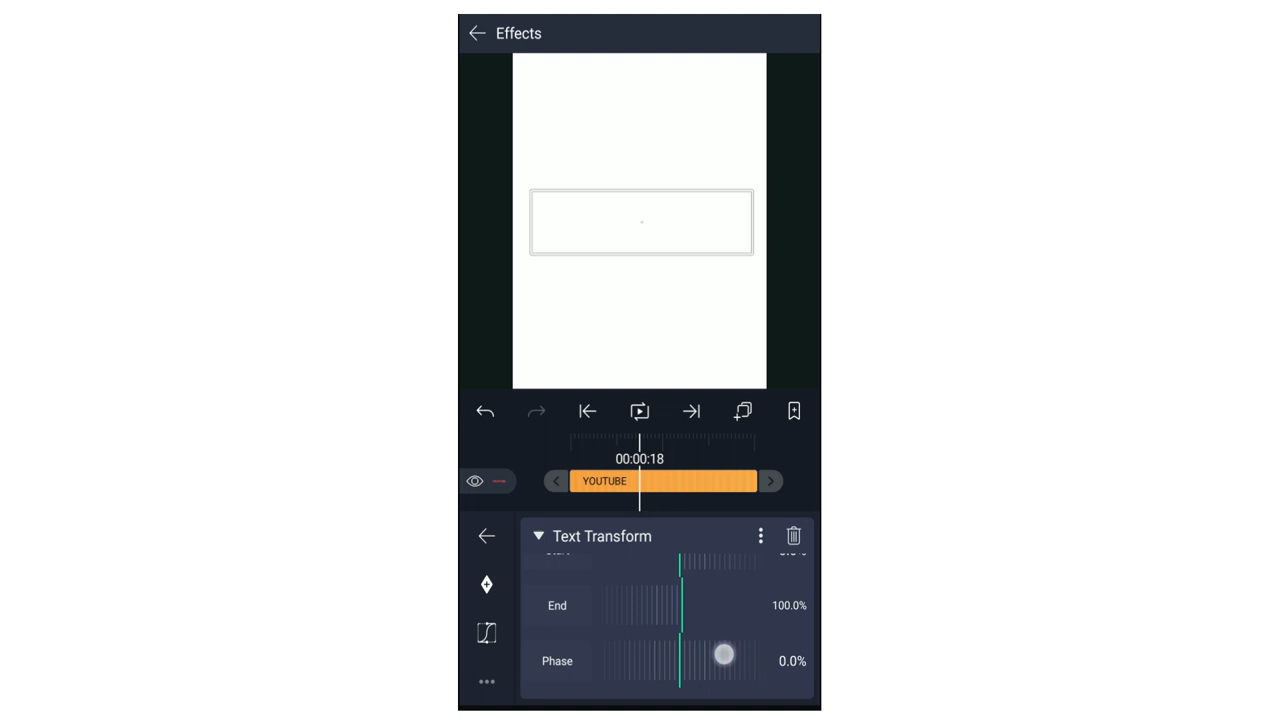 Effects
00:00:18
YOUTUBE
Text Transform
End
100.0%
Phase
0.0%